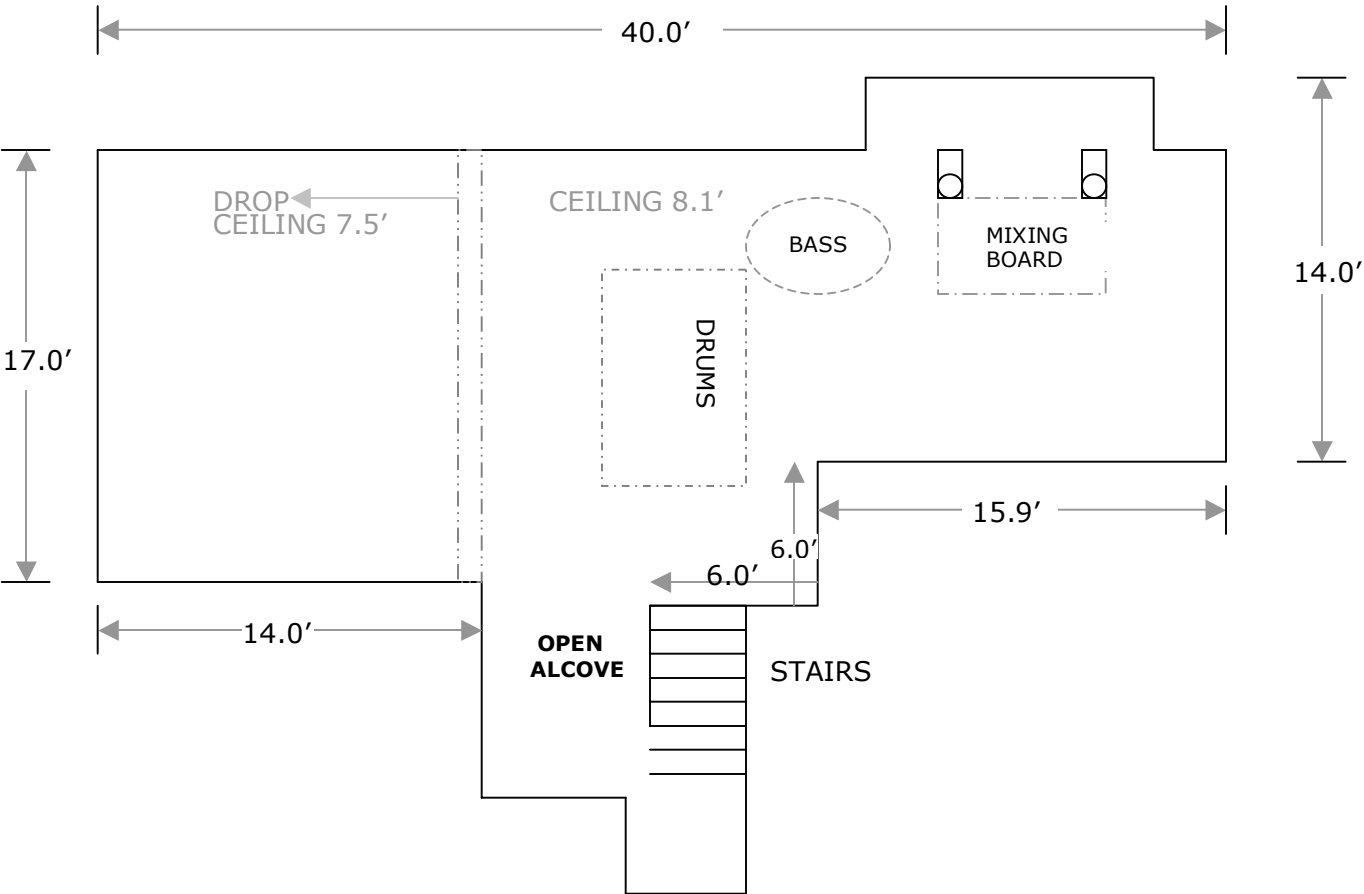 40.0′
DROP
CEILING 7.5′
CEILING 8.1′
BASS
MIXING
BOARD
14.0′
DRUMS
17.0′
15.9′
6.0′
6.0′
14.0′
OPEN
ALCOVE
STAIRS